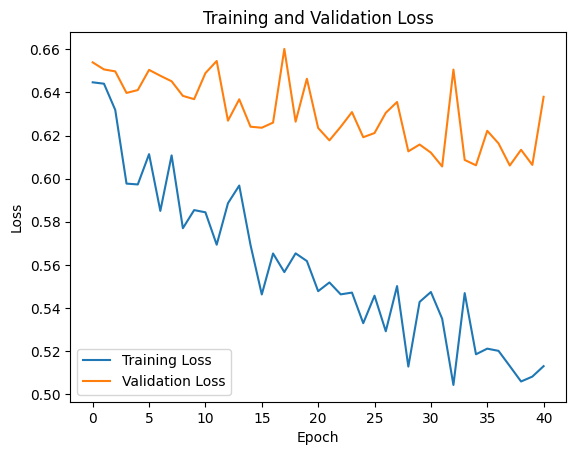 Training and Validation Loss
0.66
0.64
0.62
0.60
0.58
0.56
0.54
0.52
0.50
Loss
Training Loss
Validation Loss
0 5 10 15 20 25 30 35 40
Epoch